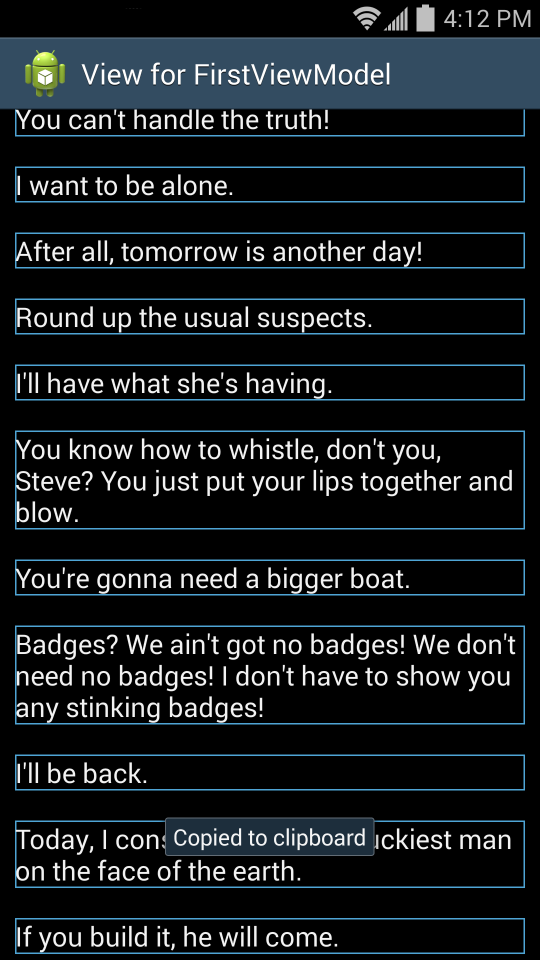 4:12 PM
View for FirstViewModel
You can't handle the truth!
I want to be alone.
After all, tomorrow is another day!
Round up the usual suspects.
I'll have what she's having.
You know how to whistle, don't you,
Steve? You just put your lips together and
blow.
You're gonna need a bigger boat.
Badges? We ain't got no badges! We don't
need no badges! I don't have to show you
any stinking badges!
I'll be back.
Today, I man
Copied to clipboard
on the face of the earth.
If you build it, he will come.